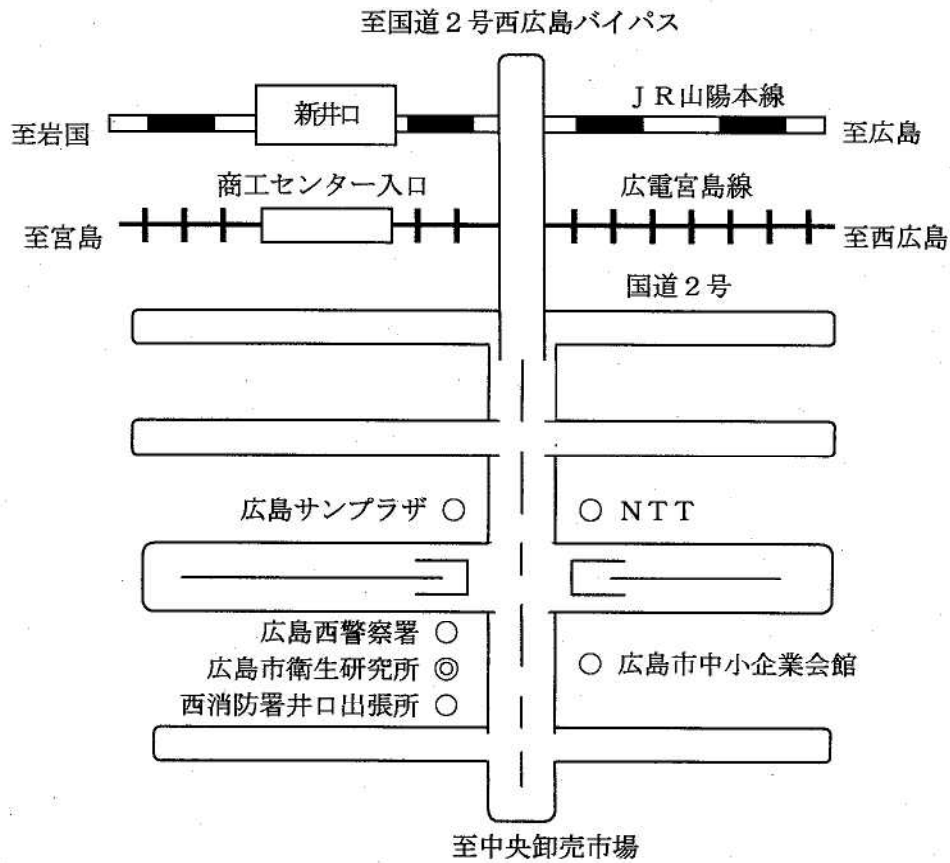 至国道2号西広島バイパス
新井口
JR山陽本線
至岩国
至広島
商工センター入口
広電宮島線
至宮島
至西広島
国道2号
広島サンプラザ
NTT
広島西警察署
広島市衛生研究所
広島市中小企業会館
西消防署井口出張所
至中央卸売市場